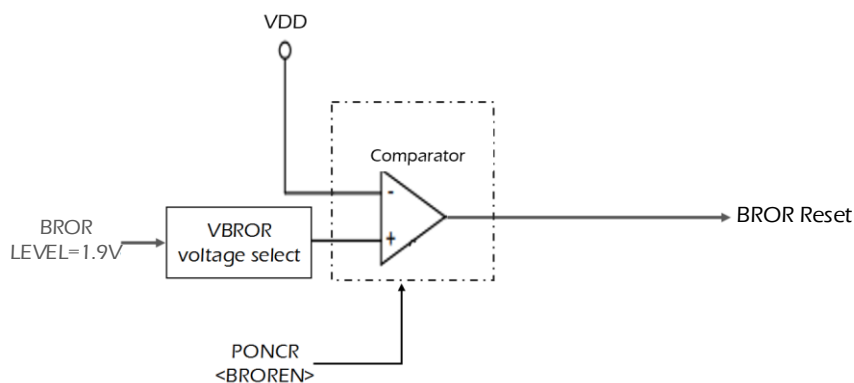 VDD
Comparator
-
BROR
LEVEL=1.9V
VBROR
voltage select
+
BROR Reset
PONCR
<BROREN>